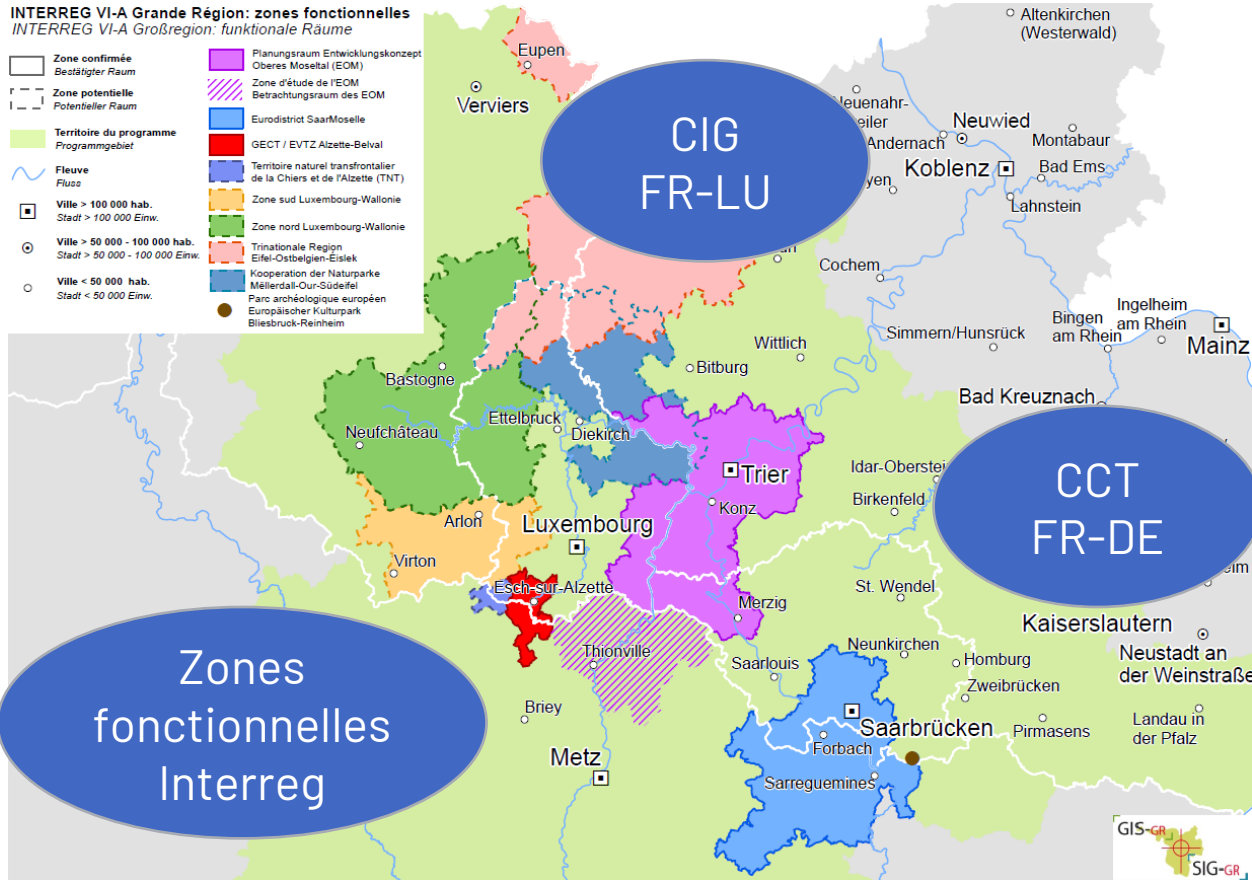 INTERREG VI-A Grande Région: zones fonctionnelles
INTERREG VI-A Großregion: funktionale Räume
Zone confirmée
Bestätigter Raum
Zone potentielle
Potentieller Raum
Territoire du programme
Programmgebiet
Fleuve
Fluss
Ville > 100 000 hab.
Stadt > 100 000 Einw.
Ville > 50 000 - 100 000 hab.
Stadt > 50 000 - 100 000 Einw.
Ville < 50 000 hab.
Stadt < 50 000 Einw.
Planungsraum Entwicklungskonzept
Oberes Moseltal (EOM)
Zone d'étude de l'EOM
Betrachtungsraum des EOM
Eurodistrict SaarMoselle
GECT / EVTZ Alzette-Belval
Territoire naturel transfrontalier
de la Chiers et de l'Alzette (TNT)
Zone sud Luxembourg-Wallonie
Zone nord Luxembourg-Wallonie
Trinationale Region
Eifel-Ostbelgien-Éislek
Kooperation der Naturparke
Mëllerdall-Our-Südeifel
Parc archéologique européen
Europäischer Kulturpark
Bliesbruck-Reinheim
Altenkirchen
(Westerwald)
Eupen
Verviers
CIG
FR-LU
Neuwied
Andernach
Montabaur
Koblenz
Bad Ems
Lahnstein
Cochem
Ingelheim
am Rhein
Bingen
am Rhein
Simmern/Hunsrück
Mainz
Wittlich
Bitburg
Bastogne
Bad Kreuznach
Ettelbruck
Neufchâteau
Diekirch
Trier
Idar-Oberstei
Birkenfeld
CCT
FR-DE
Konz
Arlon
Luxembourg
Virton
Esch-sur-Alzette
St. Wendel
Merzig
Kaiserslautern
Zones
fonctionnelles
Interreg
Thionville
Neunkirchen
Saarlouis
Homburg
Neustadt an
der Weinstraße
Zweibrücken
Briey
Saarbrücken
Pirmasens
Landau in
der Pfalz
Forbach
Metz
Sarreguemines
GIS-GR
SIG-GR